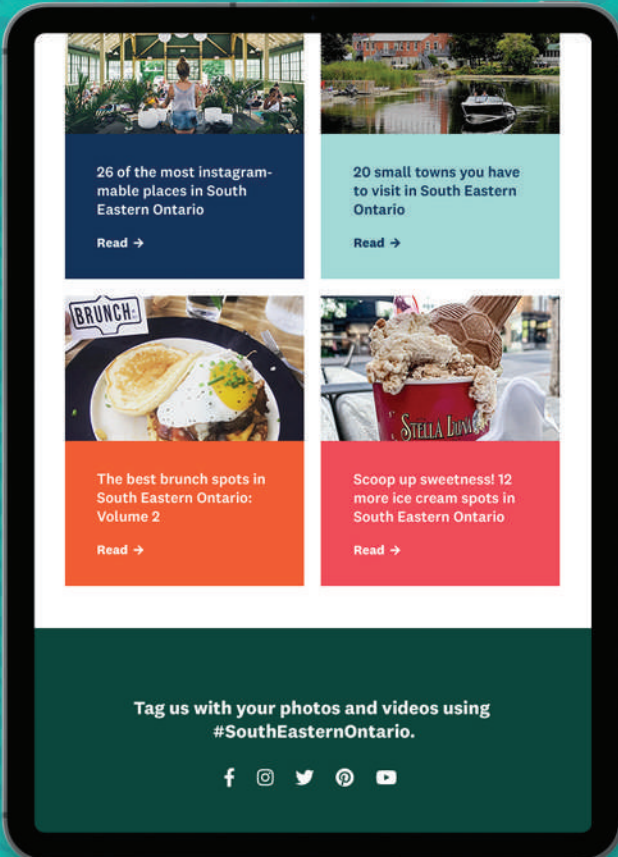 26 of the most instagram-
mable places in South
Eastern Ontario
Read →
20 small towns you have
to visit in South Eastern
Ontario
Read →
BRUNCH
The best brunch spots in
South Eastern Ontario:
Volume 2
Read →
STELLA
Scoop up sweetness! 12
more ice cream spots in
South Eastern Ontario
Read →
Tag us with your photos and videos using
#SouthEasternOntario.